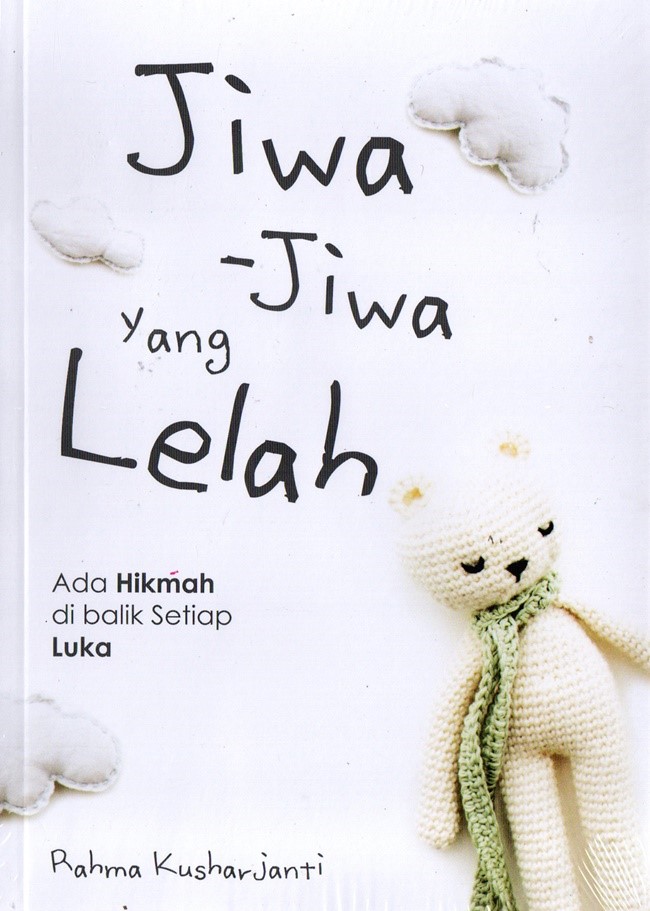 Jiwa
-Jiwa
yang
Lelah
Ada Hikmah
di balik Setiap
Luka
Rahma Kusharjanti